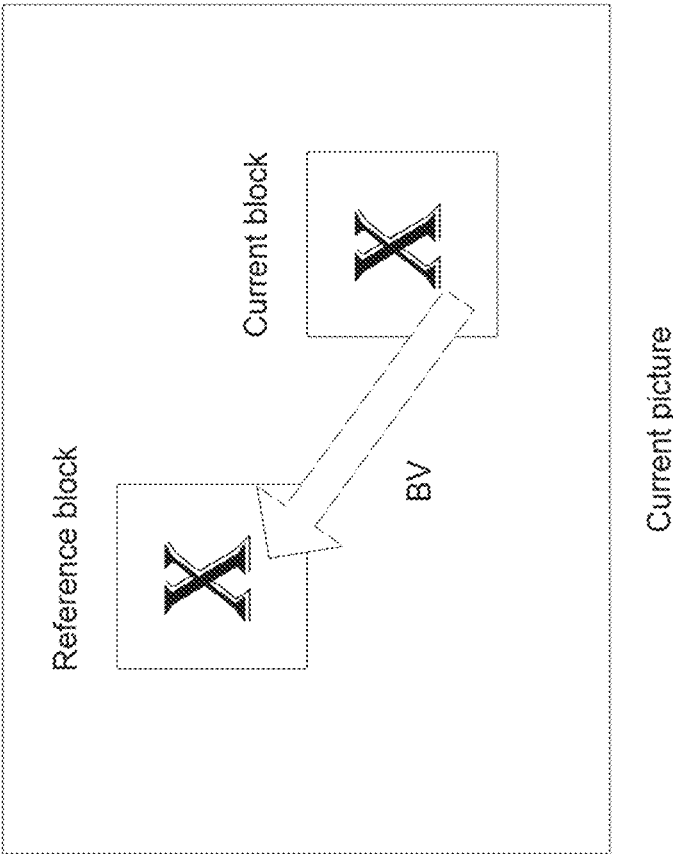 Reference block
X
Current block
X
BV
Current picture